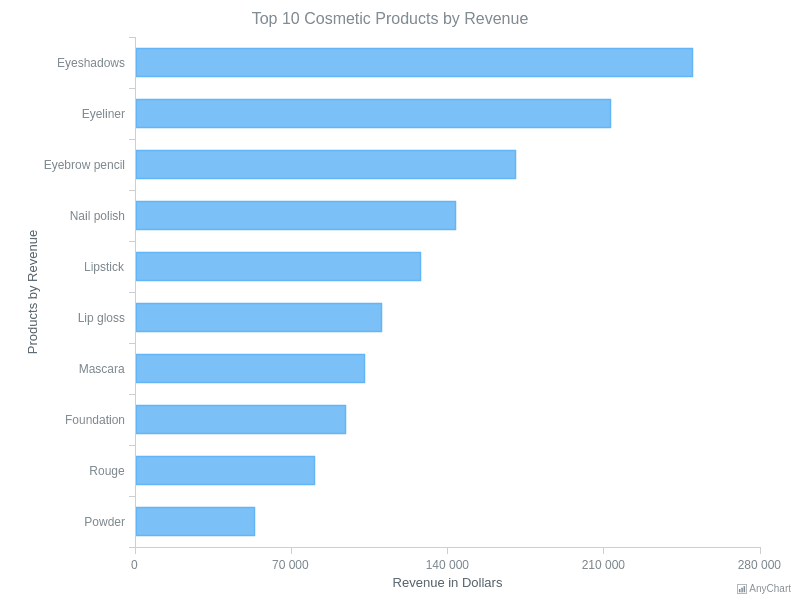 Top 10 Cosmetic Products by Revenue
Products by Revenue
Eyeshadows
Eyeliner
Eyebrow pencil
Nail polish
Lipstick
Lip gloss
Mascara
Foundation
Rouge
Powder
0 70 000 140 000 210 000 280 000
Revenue in Dollars
AnyChart